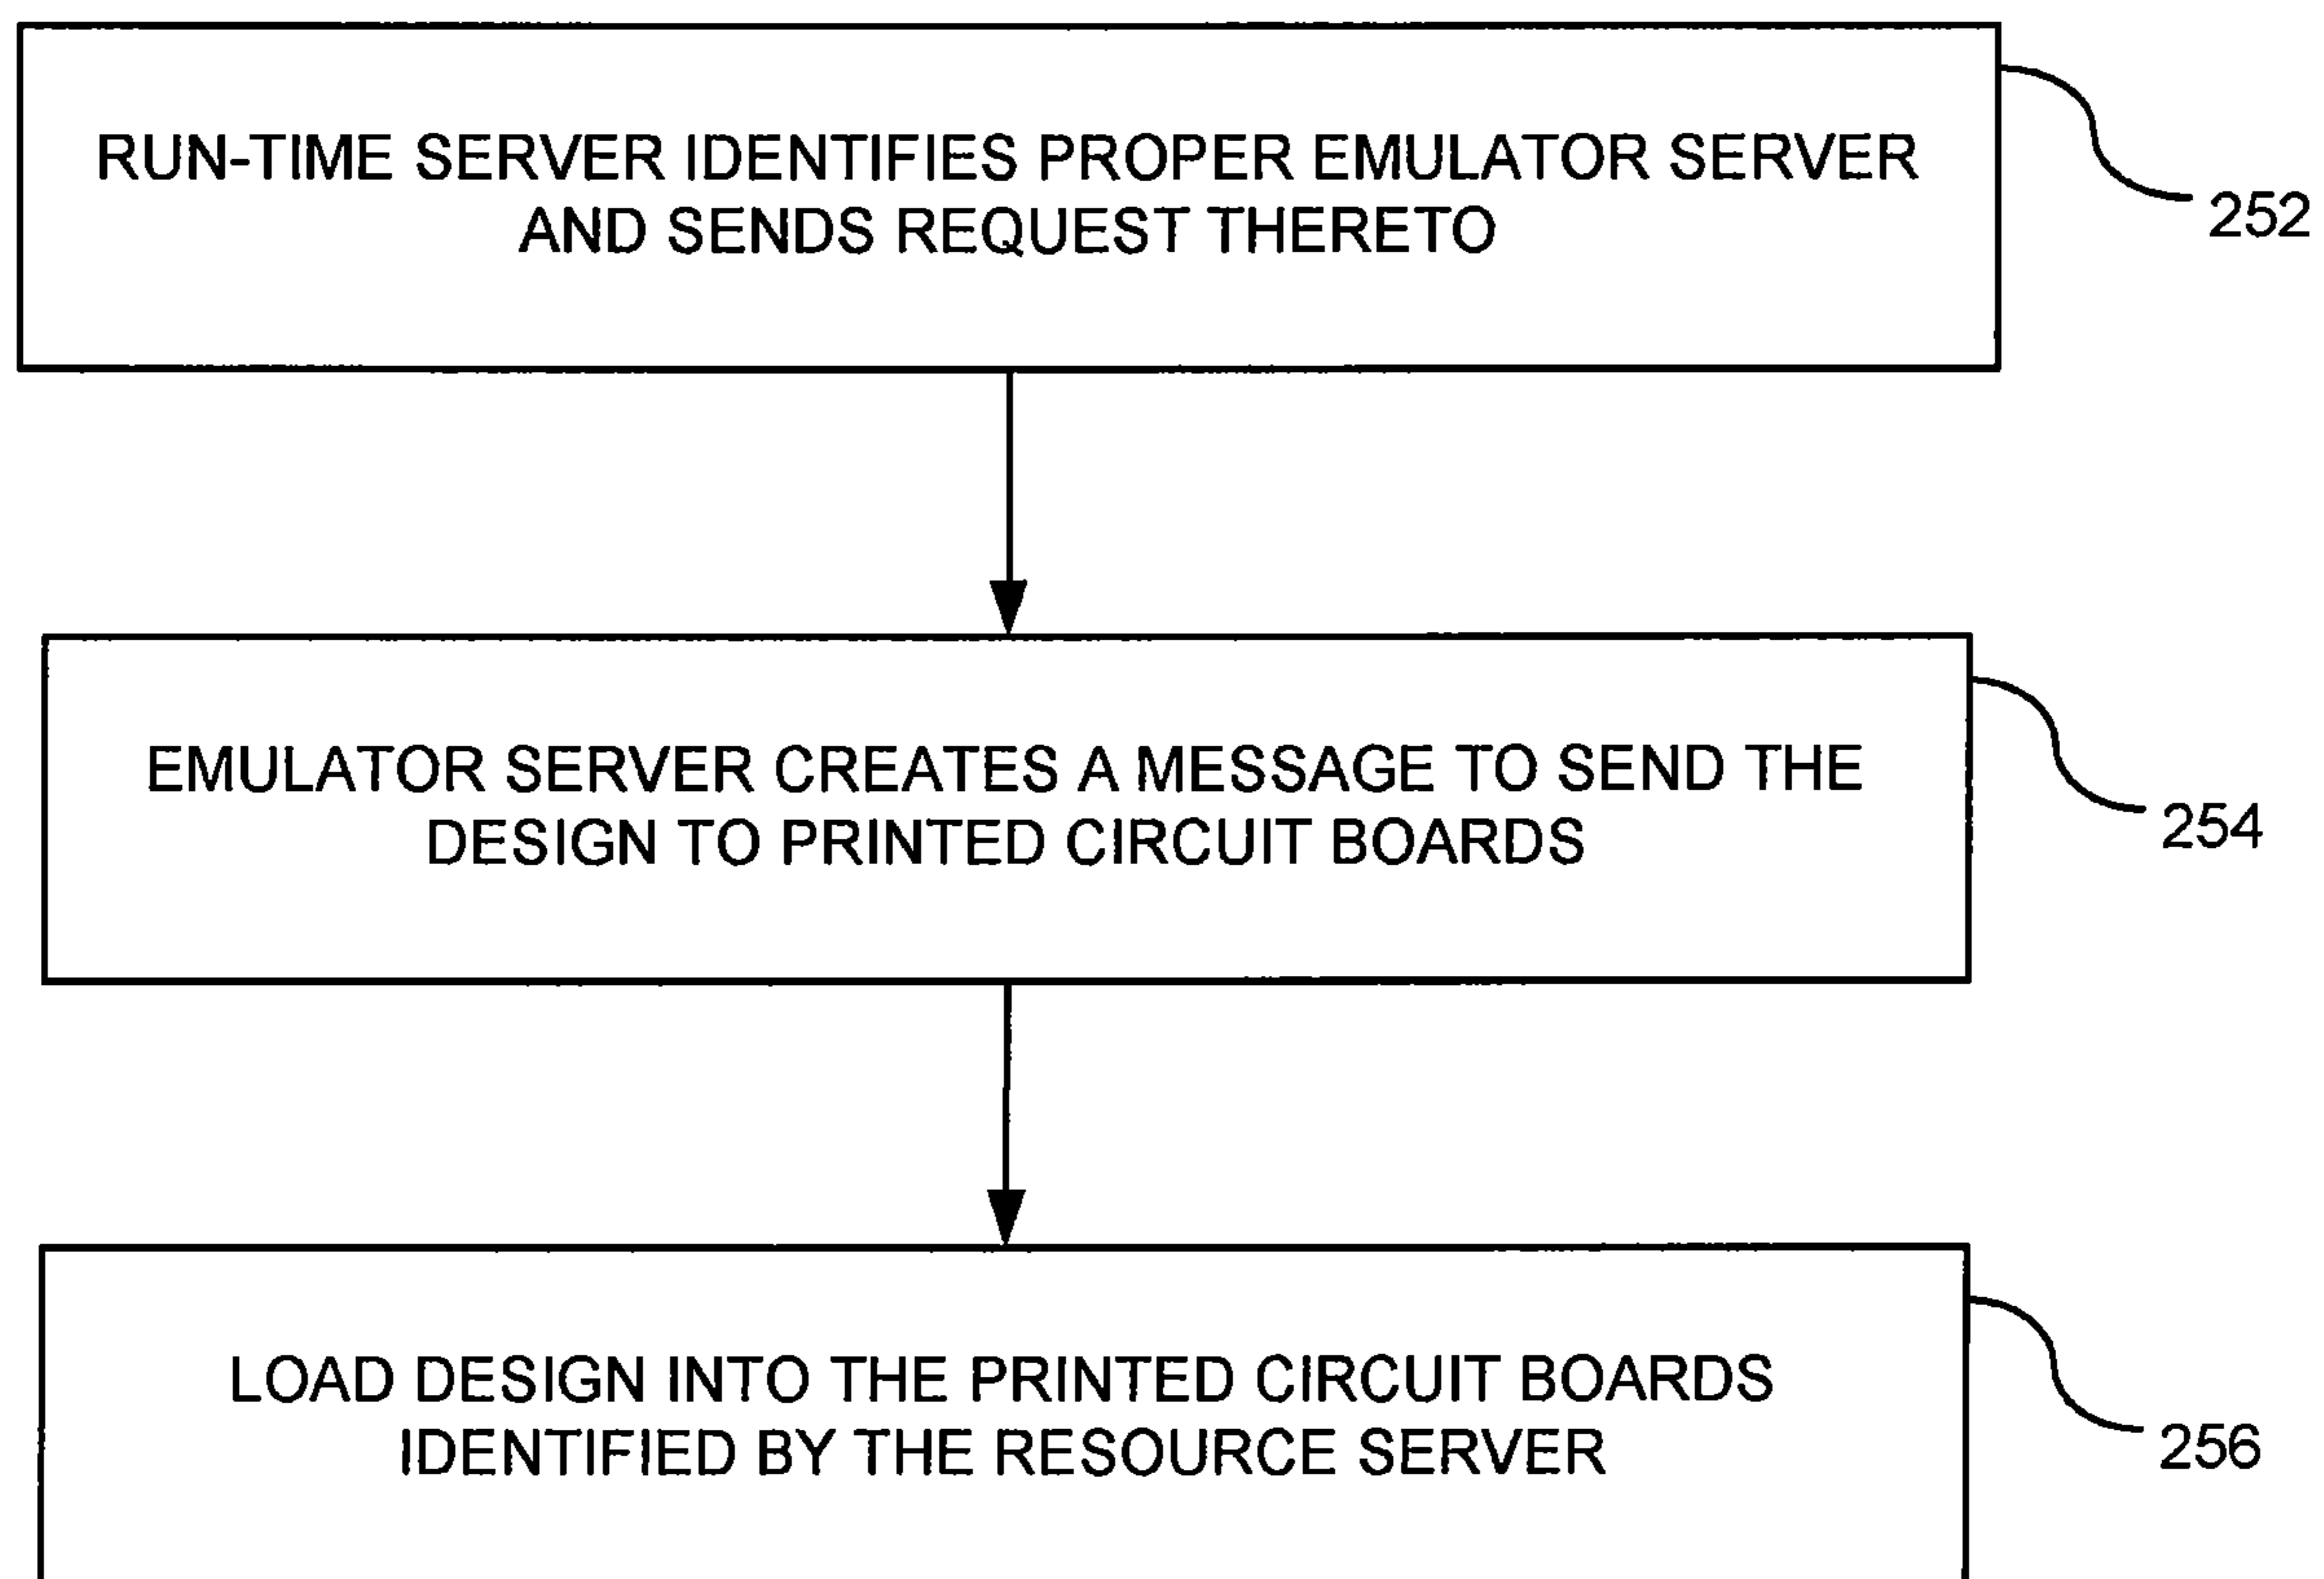 RUN-TIME SERVER IDENTIFIES PROPER EMULATOR SERVER
AND SENDS REQUEST THERETO
252
EMULATOR SERVER CREATES A MESSAGE TO SEND THE
DESIGN TO PRINTED CIRCUIT BOARDS
254
LOAD DESIGN INTO THE PRINTED CIRCUIT BOARDS
IDENTIFIED BY THE RESOURCE SERVER
256